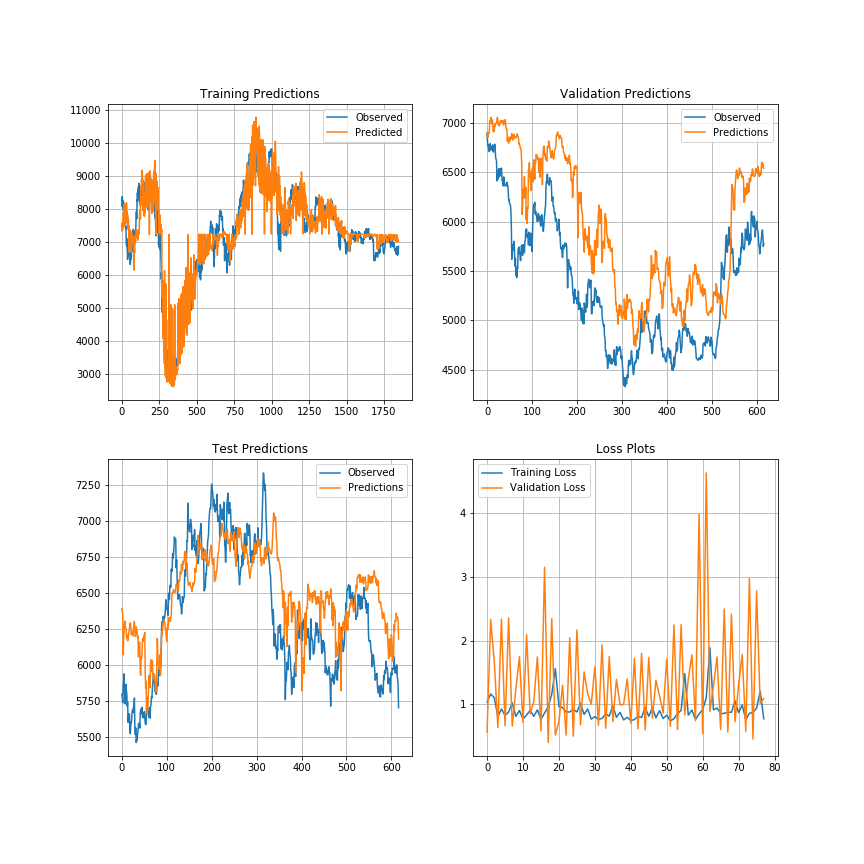 Training Predictions
11000
10000
9000
8000
7000
6000
5000
4000
3000
0 250 500 750 1000 1250 1500 1750
Observed
Predicted
Validation Predictions
7000
6500
6000
5500
5000
4500
0 100 200 300 400 500 600
Observed
Predictions
Test Predictions
7250
7000
6750
6500
6250
6000
5750
5500
0 100 200 300 400 500 600
Observed
Predictions
Loss Plots
4
3
2
1
0 10 20 30 40 50 60 70 80
Training Loss
Validation Loss